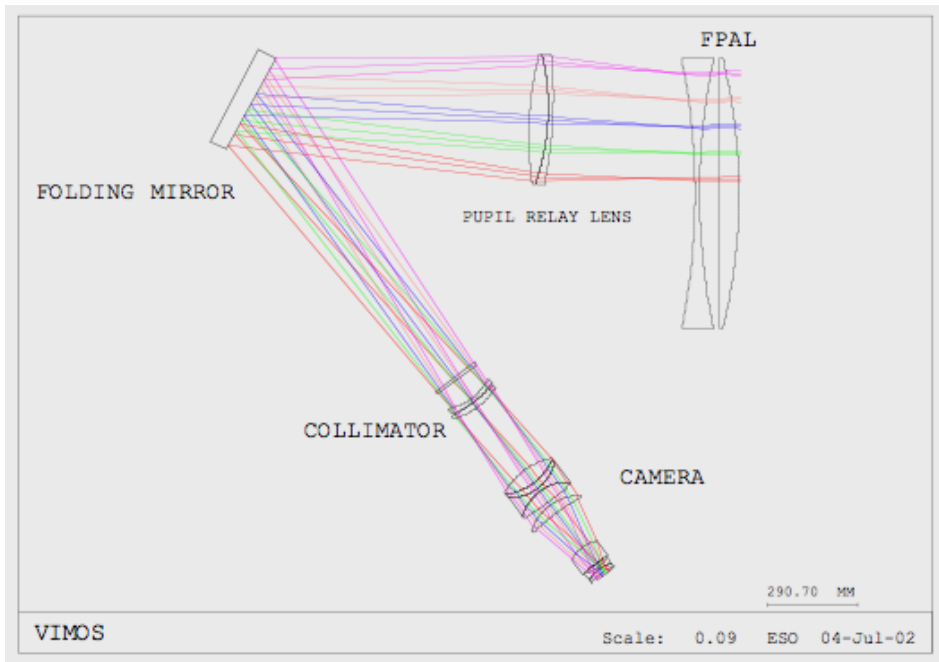 FPAL
FOLDING MIRROR
PUPIL RELAY LENS
COLLIMATOR
CAMERA
290.70 MM
VIMOS
Scale: 0.09 ESO 04-Jul-02